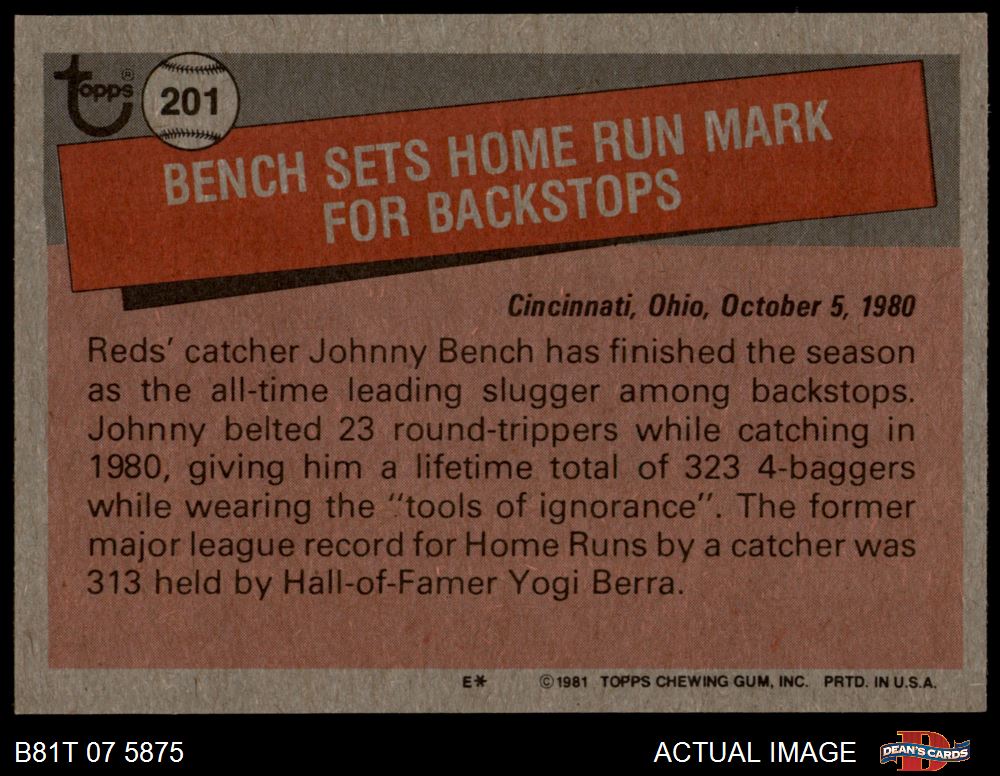 topps®
201
BENCH SETS HOME RUN MARK
FOR BACKSTOPS
Cincinnati, Ohio, October 5, 1980
Reds' catcher Johnny Bench has finished the season
as the all-time leading slugger among backstops.
Johnny belted 23 round-trippers while catching in
1980, giving him a lifetime total of 323 4-baggers
while wearing the "tools of ignorance". The former
major league record for Home Runs by a catcher was
313 held by Hall-of-Famer Yogi Berra.
E* ©1981 TOPPS CHEWING GUM, INC. PRTD. IN U.S.A.
B81T 07 5875 ACTUAL IMAGE D DEAN'S CARDS